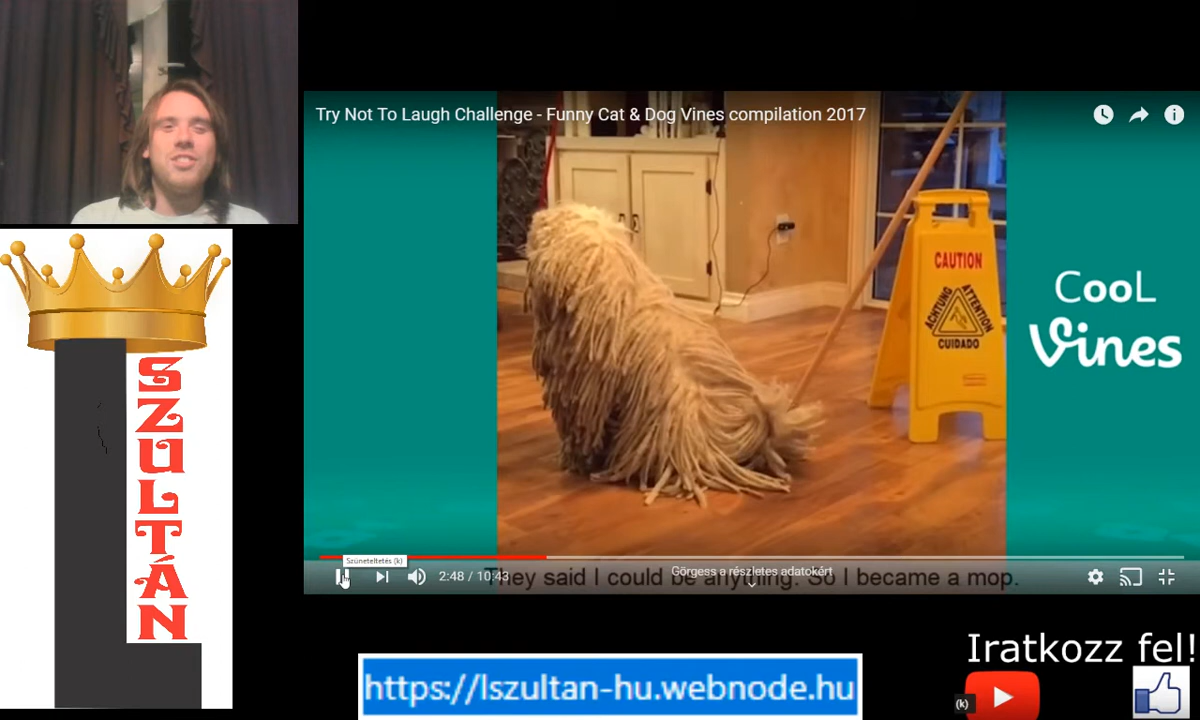 Try Not To Laugh Challenge - Funny Cat & Dog Vines compilation 2017
CAUTION
ACHTUNG
ATTENTION
CUIDADO
CooL
Vines
SZULTÁN
Szüneteltetés (k)
2:48 / 10:43
Görgess a részletes adatokért
They said I could be anything. So I became a mop.
Iratkozz fel!
https://lszultan-hu.webnode.hu
(k)